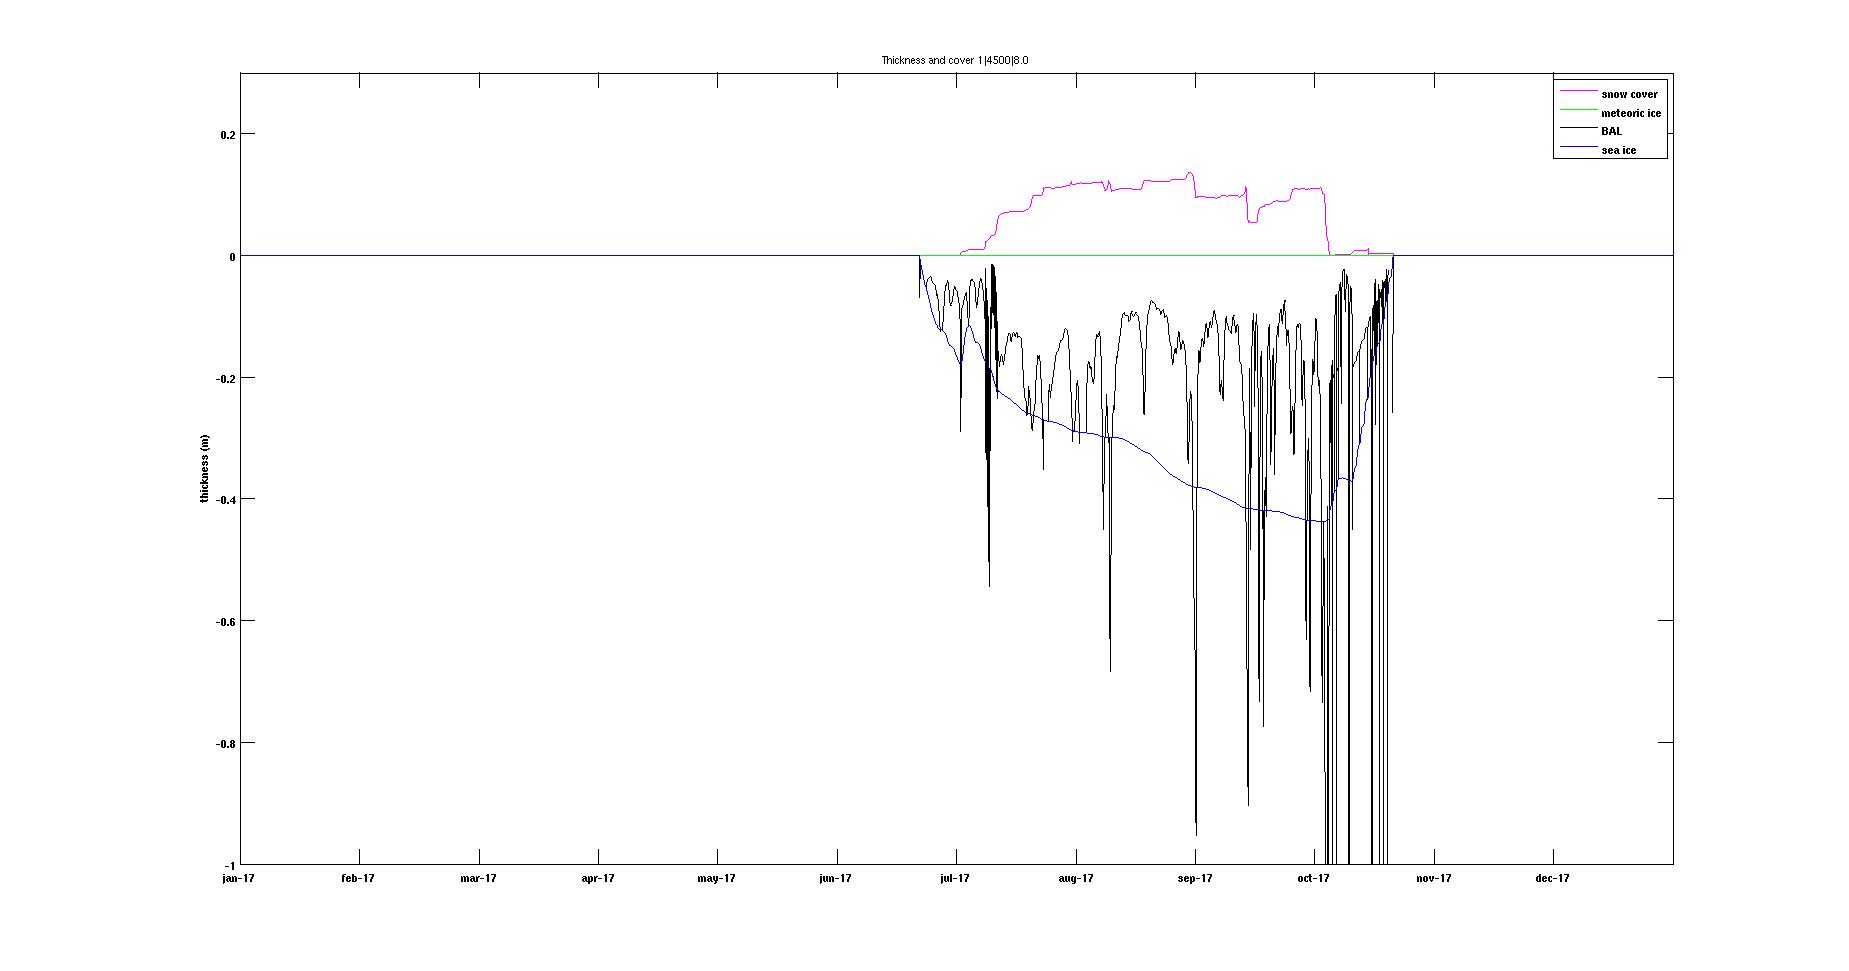 Thickness and cover 1|4500|8.0
snow cover
meteoric ice
BAL
sea ice
thickness (m)
0.2
0
-0.2
-0.4
-0.6
-0.8
-1
jan-17 feb-17 mar-17 apr-17 may-17 jun-17 jul-17 aug-17 sep-17 oct-17 nov-17 dec-17